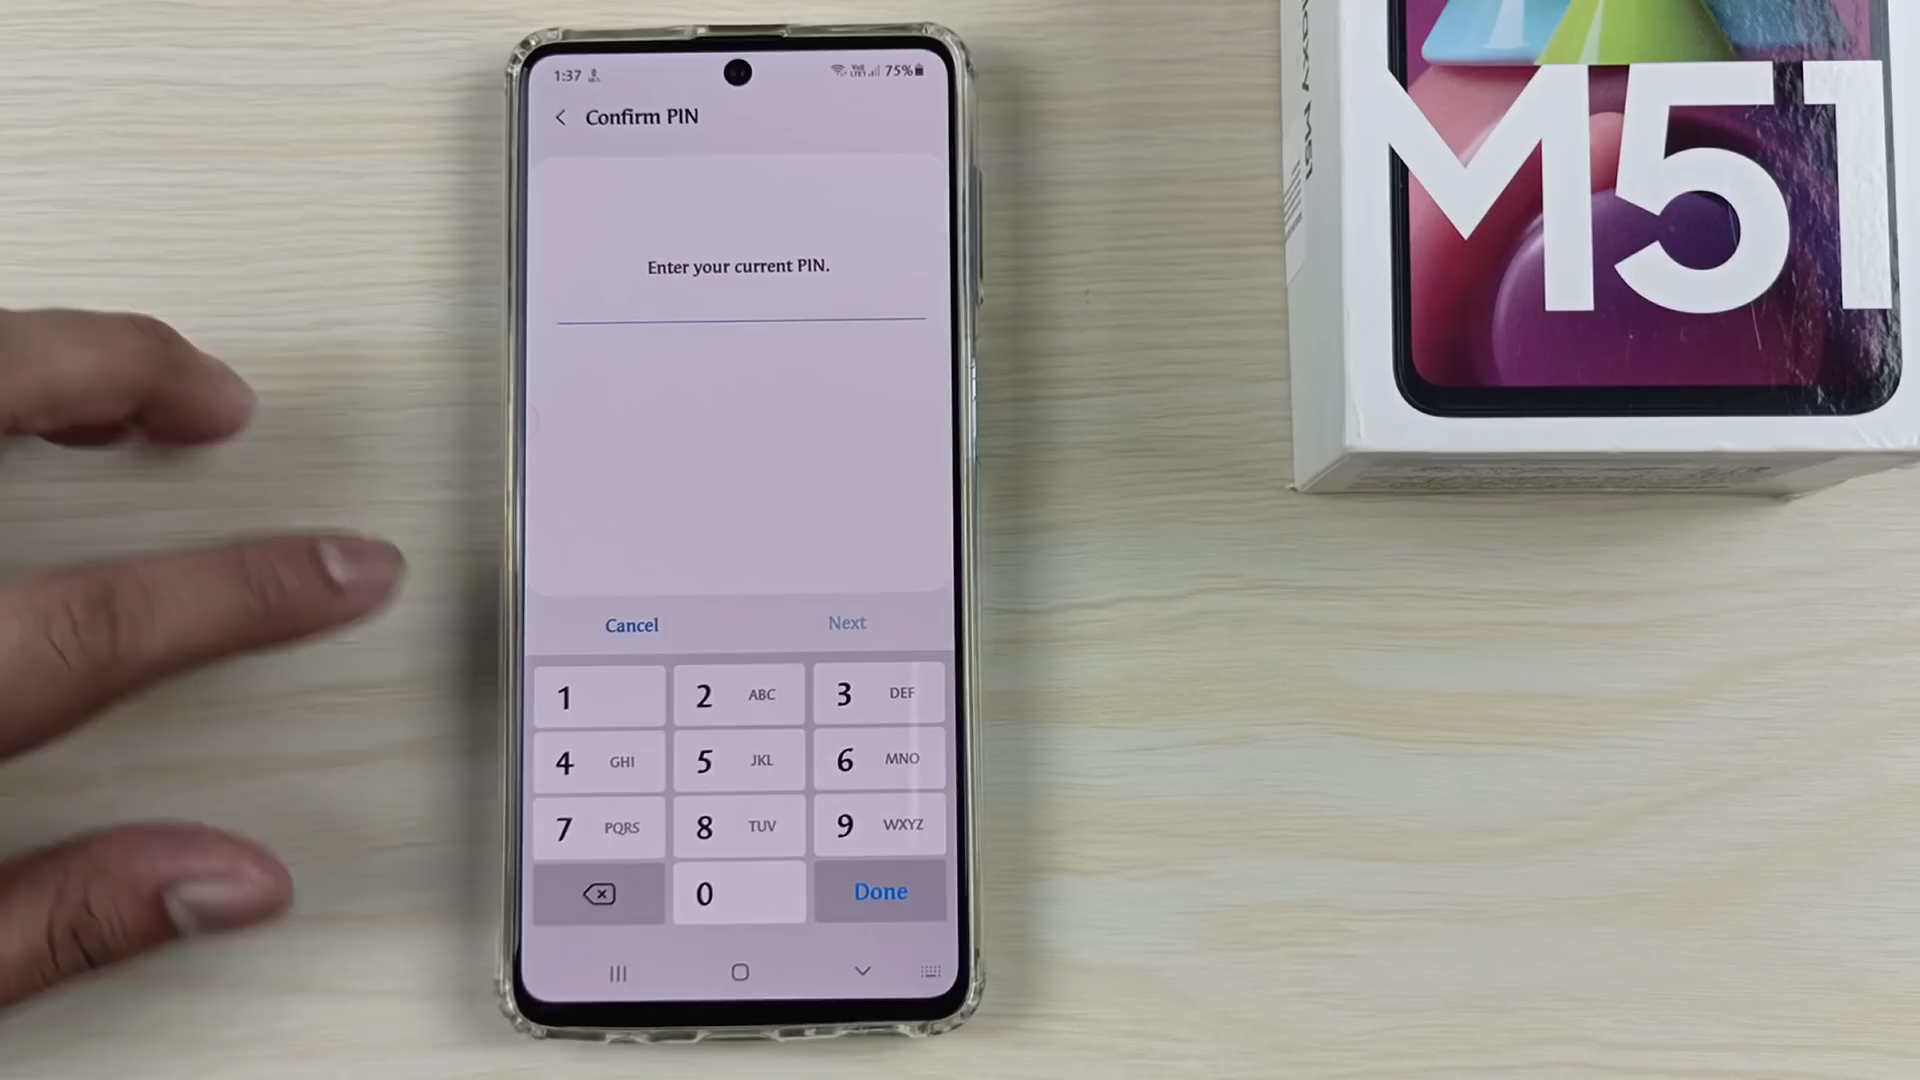 1:37
75%
Confirm PIN
Enter your current PIN.
Cancel Next
1 2 ABC 3 DEF
4 GHI 5 JKL 6 MNO
7 PQRS 8 TUV 9 WXYZ
0 Done
M51